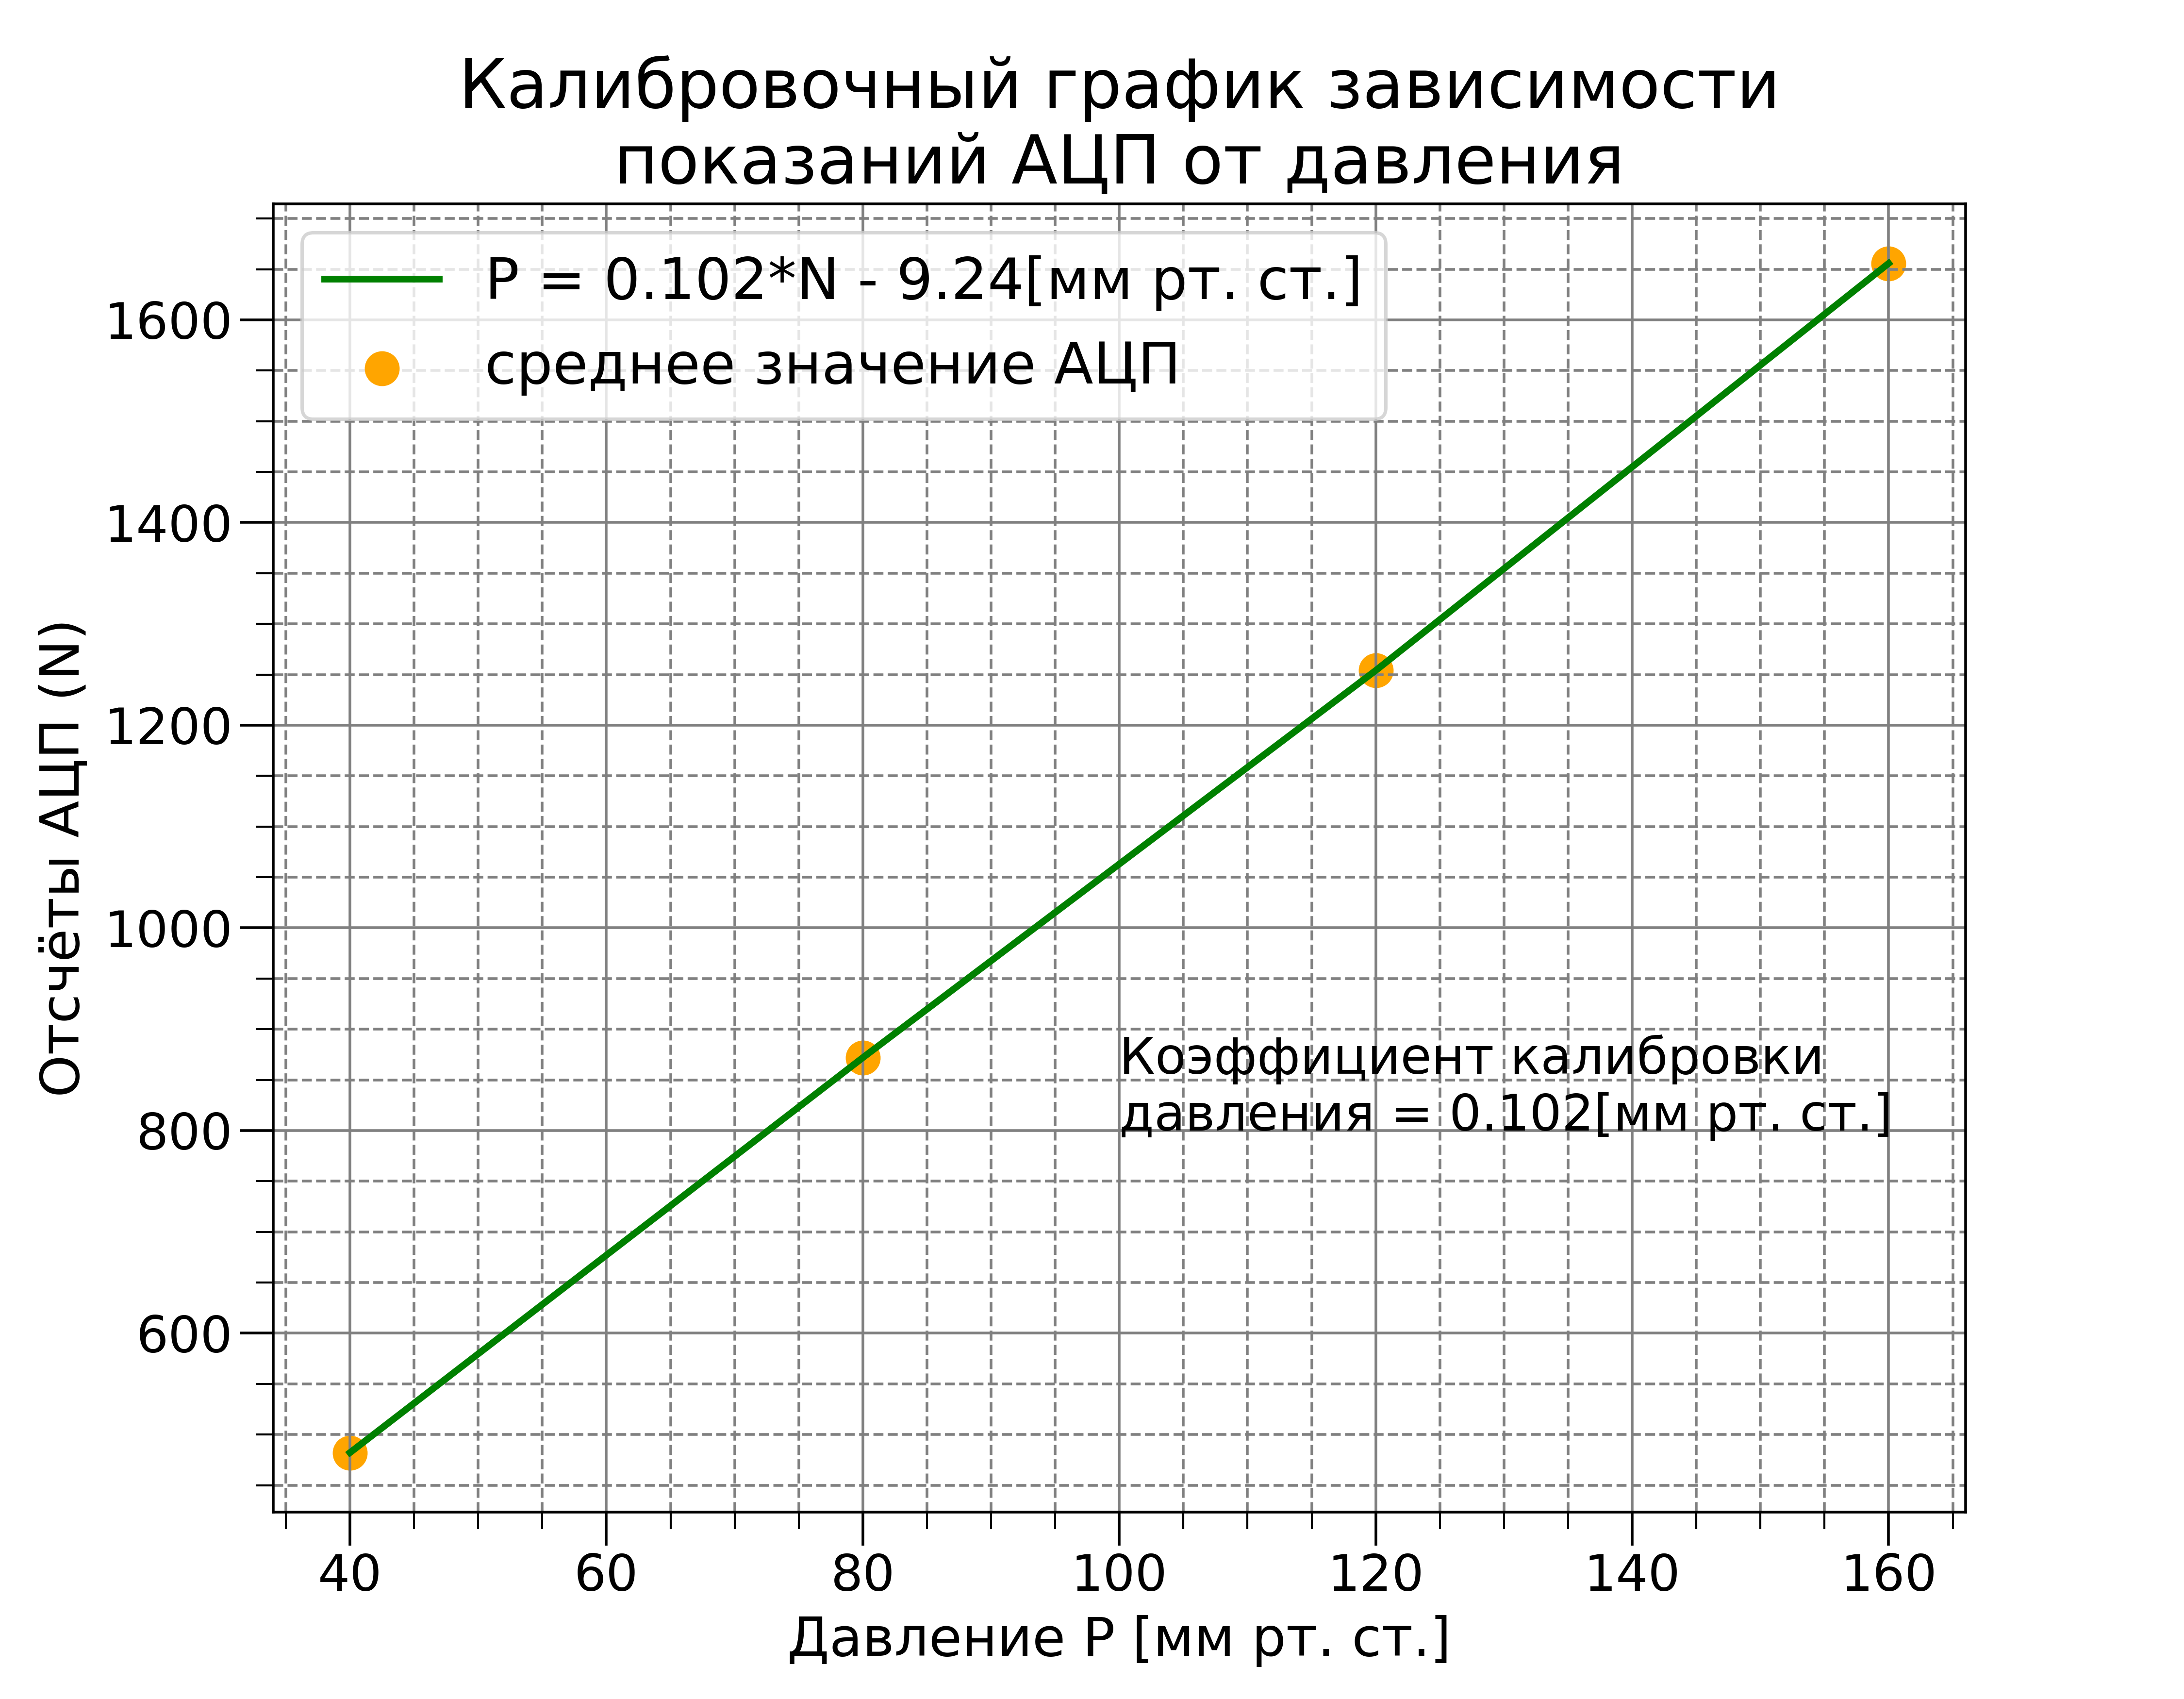 Калибровочный график зависимости
показаний АЦП от давления
P = 0.102*N - 9.24[мм рт. ст.]
среднее значение АЦП
1600
1400
1200
1000
800
600
Отсчёты АЦП (N)
Коэффициент калибровки
давления = 0.102[мм рт. ст.]
40 60 80 100 120 140 160
Давление P [мм рт. ст.]